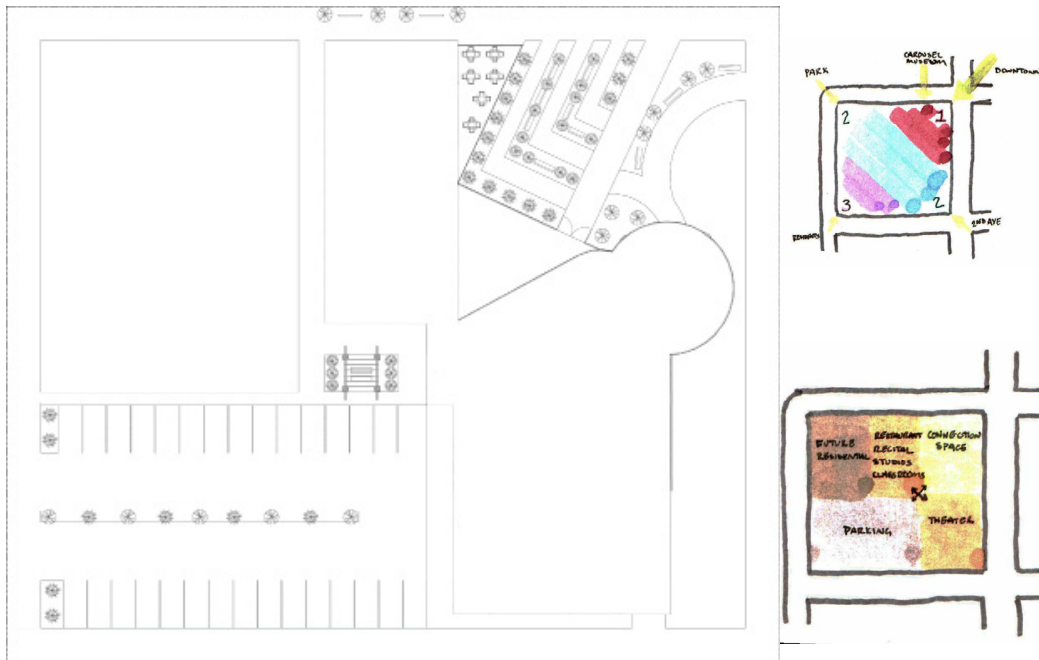 CAROUSEL
MUSEUM
PARK
DOWNTOWN
2
1
3
2
2ND AVE
FUTURE
RESIDENTIAL
RESTAURANT
RECITAL
STUDIOS
CLASSROOMS
CONNECTION
SPACE
PARKING
THEATER